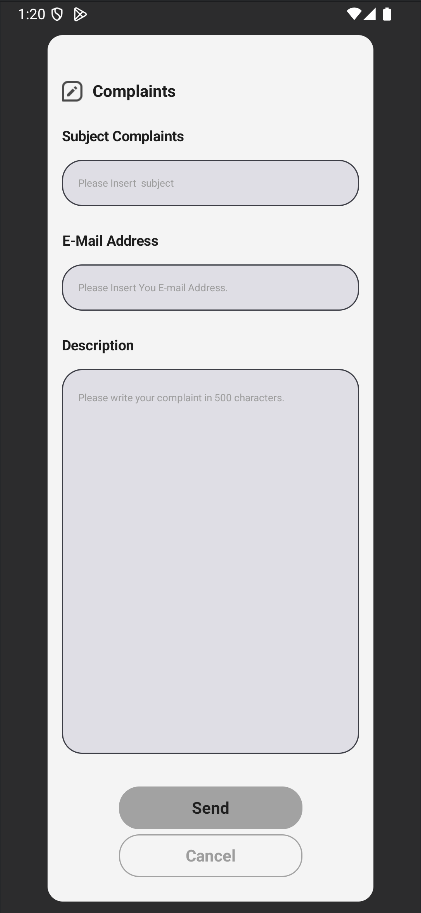 1:20
Complaints
Subject Complaints
Please Insert  subject
E-Mail Address
Please Insert You E-mail Address.
Description
Please write your complaint in 500 characters.
Send
Cancel